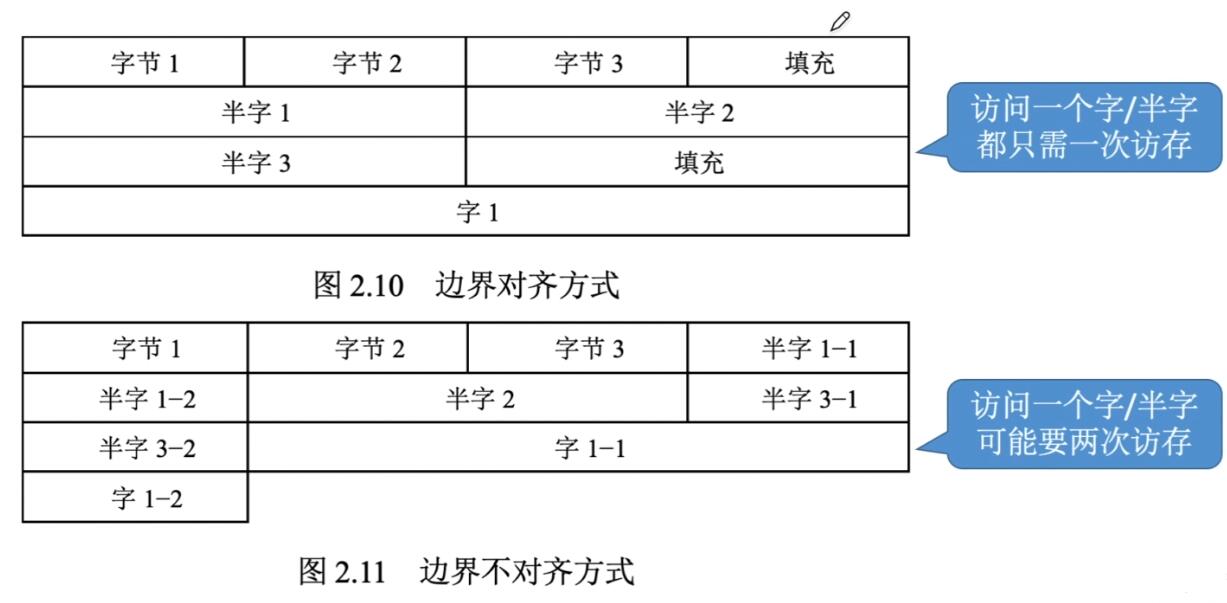 字节 1 字节 2 字节 3 填充
半字 1 半字 2
半字 3 填充
字 1
访问一个字/半字
都只需一次访存
图 2.10 边界对齐方式
字节 1 字节 2 字节 3 半字 1-1
半字 1-2 半字 2 半字 3-1
半字 3-2 字 1-1
字 1-2
访问一个字/半字
可能要两次访存
图 2.11 边界不对齐方式